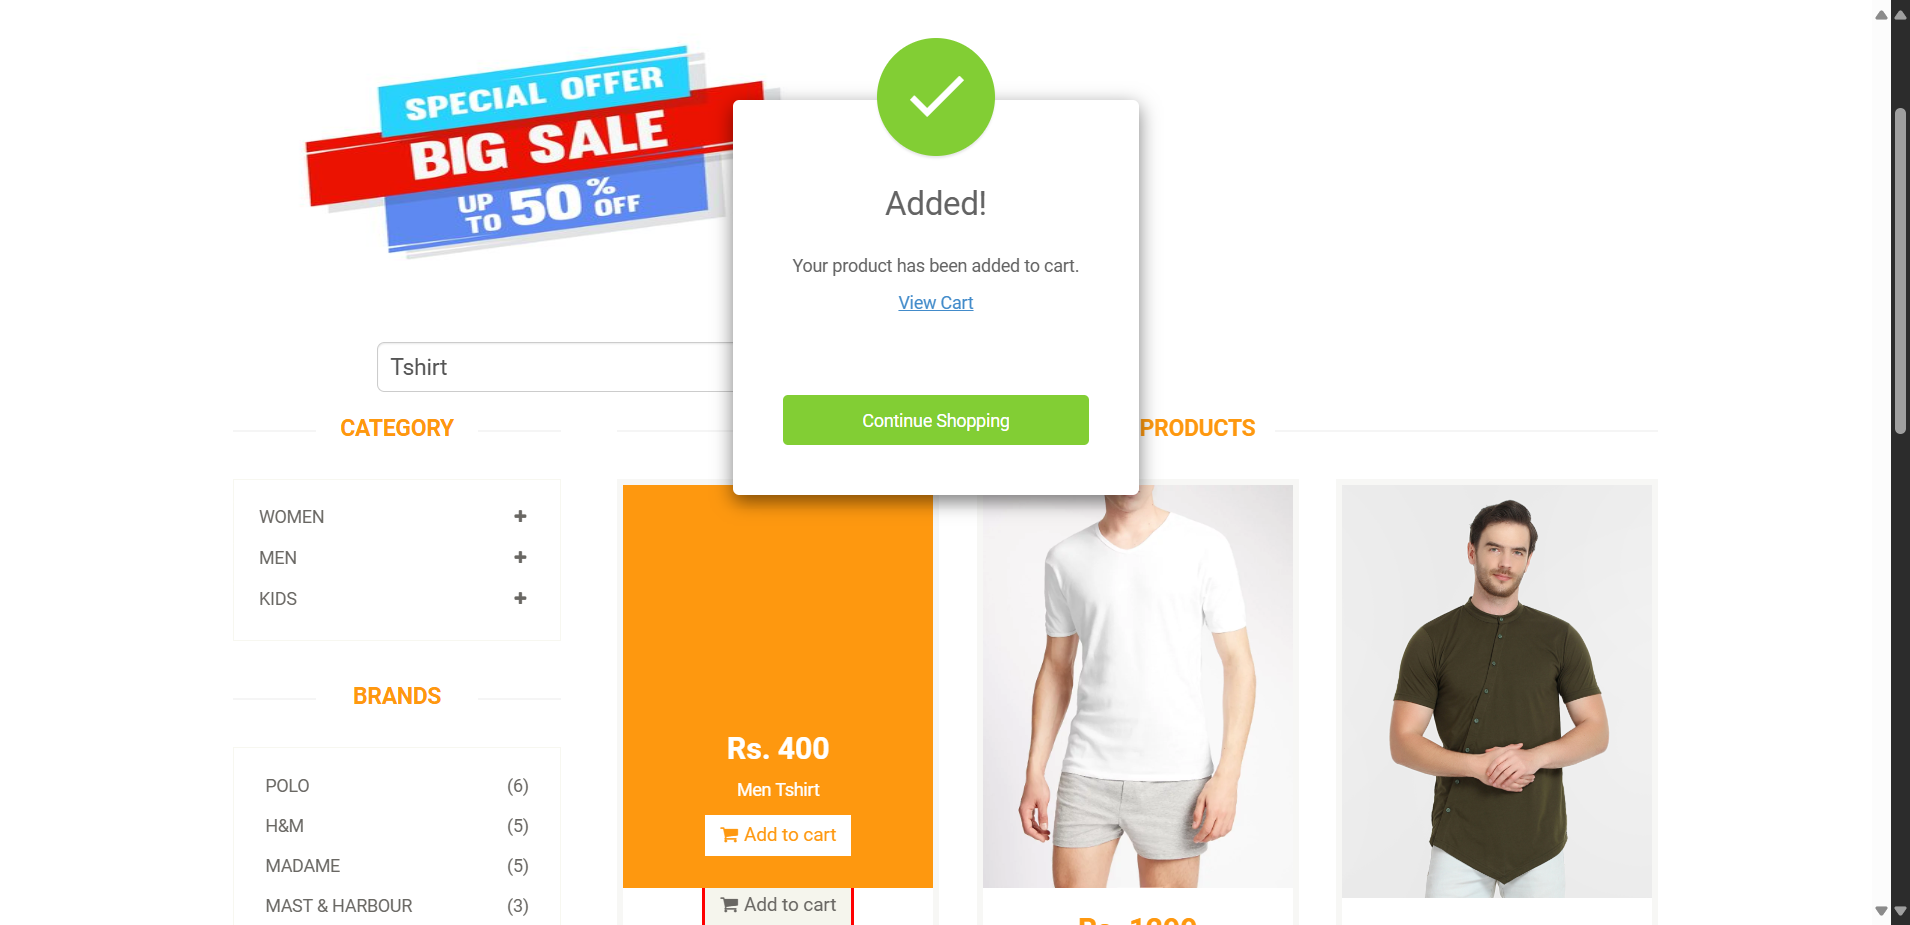 SPECIAL OFFER
BIG SALE
UP TO 50% OFF
Added!
Your product has been added to cart.
View Cart
Continue Shopping
Tshirt
CATEGORY
WOMEN
MEN
KIDS
BRANDS
POLO (6)
H&M (5)
MADAME (5)
MAST & HARBOUR (3)
PRODUCTS
Rs. 400
Men Tshirt
Add to cart
Add to cart